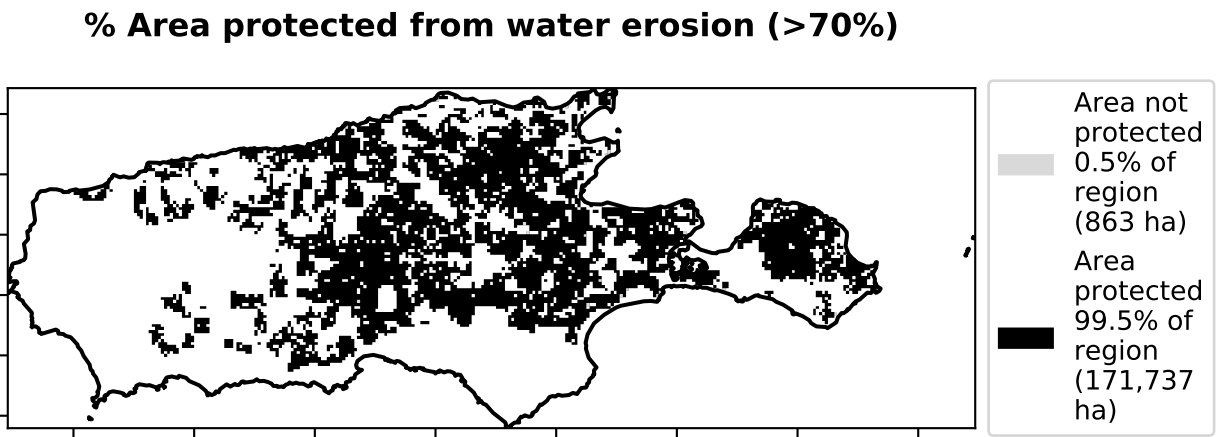 % Area protected from water erosion (>70%)
Area not
protected
0.5% of
region
(863 ha)
Area
protected
99.5% of
region
(171,737
ha)